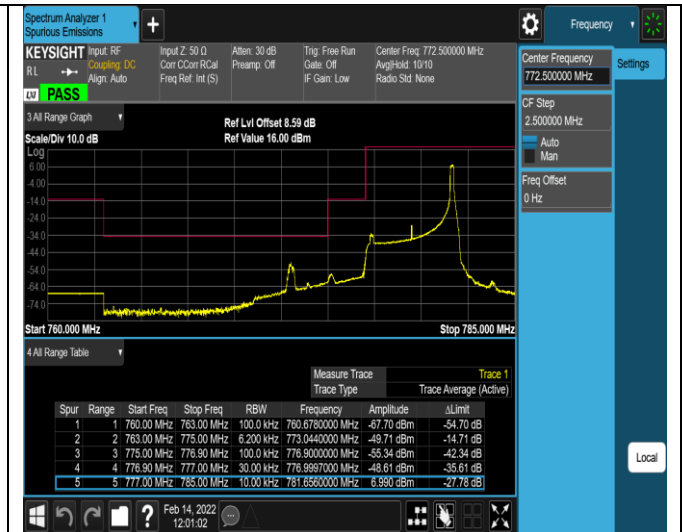 Spectrum Analyzer 1
Spurious Emissions
+
Frequency
KEYSIGHT
RL
LXI PASS
Input: RF
Coupling: DC
Align: Auto
Input Z: 50 Ω
Corr CCorr RCal
Freq Ref: Int (S)
Atten: 30 dB
Preamp: Off
Trig: Free Run
Gate: Off
IF Gain: Low
Center Freq: 772.500000 MHz
Avg|Hold: 10/10
Radio Std: None
Center Frequency
772.500000 MHz
Settings
CF Step
2.500000 MHz
Auto
Man
Freq Offset
0 Hz
3 All Range Graph
Ref Lvl Offset 8.59 dB
Scale/Div 10.0 dB
Ref Value 16.00 dBm
Log
6.00
-4.00
-14.0
-24.0
-34.0
-44.0
-54.0
-64.0
-74.0
Start 760.000 MHz
Stop 785.000 MHz
4 All Range Table
Measure Trace Trace 1
Trace Type Trace Average (Active)
Spur Range Start Freq Stop Freq RBW Frequency Amplitude ΔLimit
1 1 760.00 MHz 763.00 MHz 100.0 kHz 760.6780000 MHz -67.70 dBm -54.70 dB
2 2 763.00 MHz 775.00 MHz 6.200 kHz 773.0440000 MHz -49.71 dBm -14.71 dB
3 3 775.00 MHz 776.90 MHz 100.0 kHz 776.9000000 MHz -55.34 dBm -42.34 dB
4 4 776.90 MHz 777.00 MHz 30.00 kHz 776.9997000 MHz -48.61 dBm -35.61 dB
5 5 777.00 MHz 785.00 MHz 10.00 kHz 781.6560000 MHz 6.990 dBm -27.78 dB
Local
?
Feb 14, 2022
12:01:02